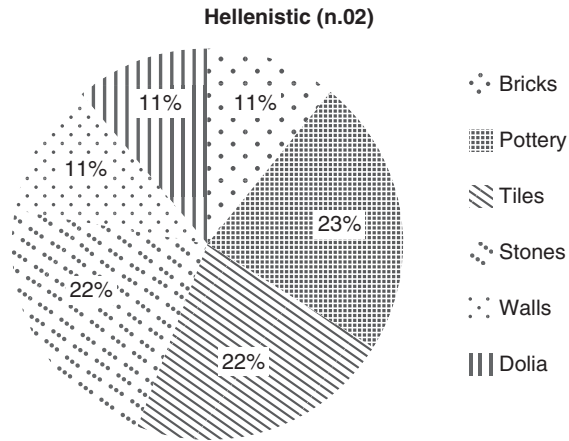 Hellenistic (n.02)
11%
11%
Bricks
Pottery
11%
Tiles
23%
Stones
22%
Walls
22%
Dolia